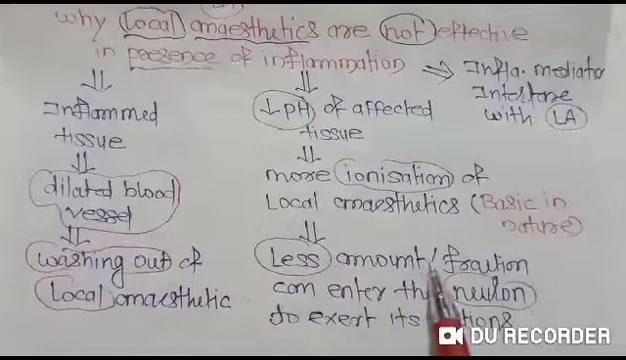 why local anaesthetics are not effective
in presence of inflammation ⇒ Infla. mediator
Interfere
with LA
Inflammed
tissue
⇓
dilated blood
vessel
⇓
washing out of
Local anaesthetic
↓ PH of affected
tissue
⇓
more ionisation of
Local anaesthetics (Basic in
nature)
⇓
Less amount/fraction
can enter the neuron
to exert its
DU RECORDER